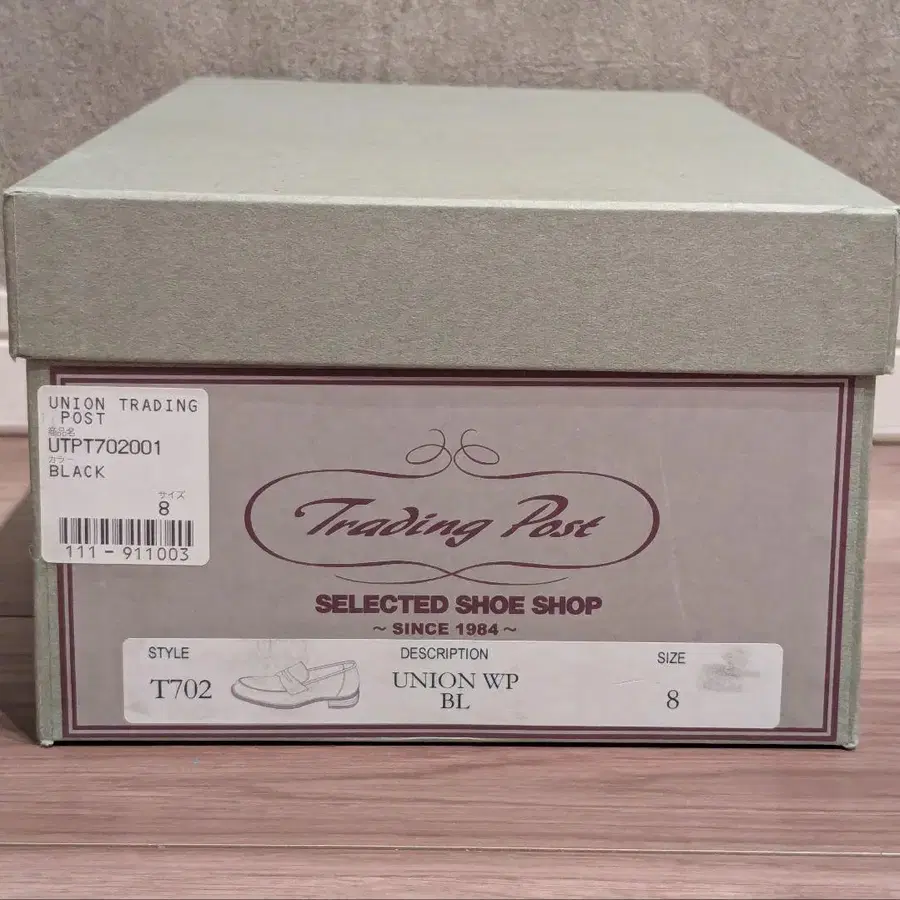 UNION TRADING
POST
商品名
UTPT702001
カラー
BLACK
サイズ
8
111-911003
Trading Post
SELECTED SHOE SHOP
~ SINCE 1984 ~
STYLE
T702
DESCRIPTION
UNION WP
BL
SIZE
8